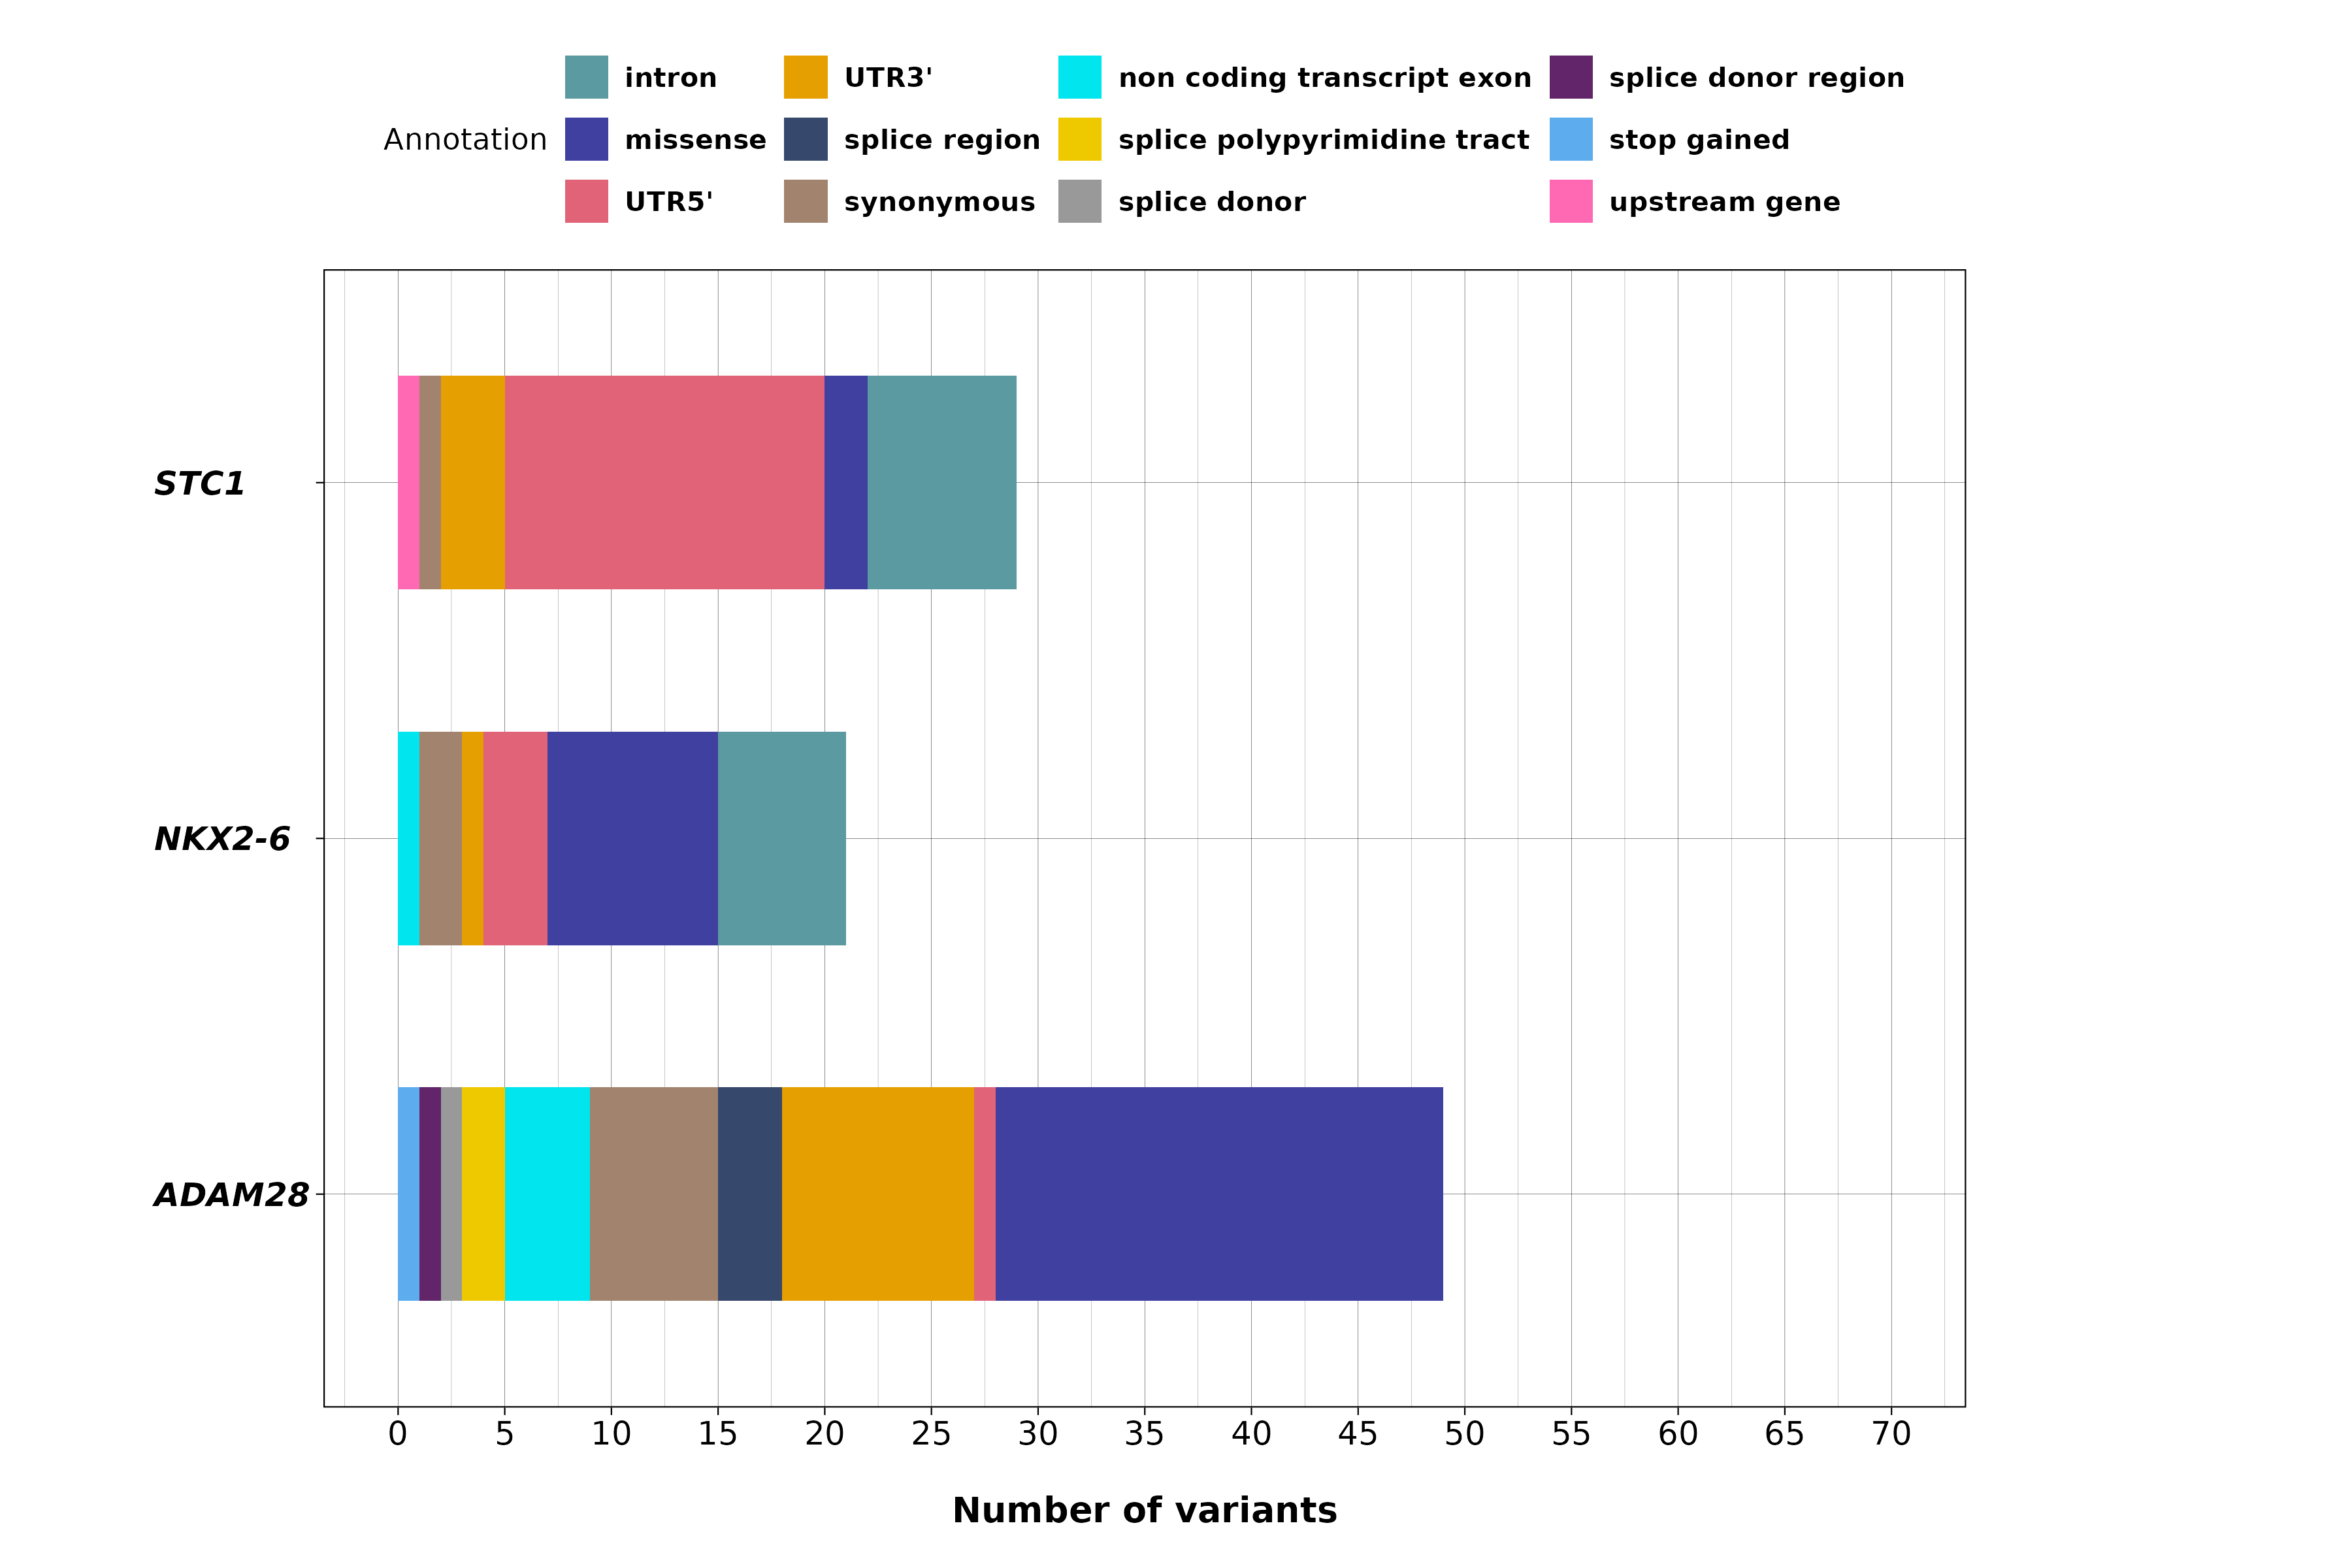 intron UTR3' non coding transcript exon splice donor region
Annotation missense splice region splice polypyrimidine tract stop gained
UTR5' synonymous splice donor upstream gene
STC1
NKX2-6
ADAM28
0 5 10 15 20 25 30 35 40 45 50 55 60 65 70
Number of variants